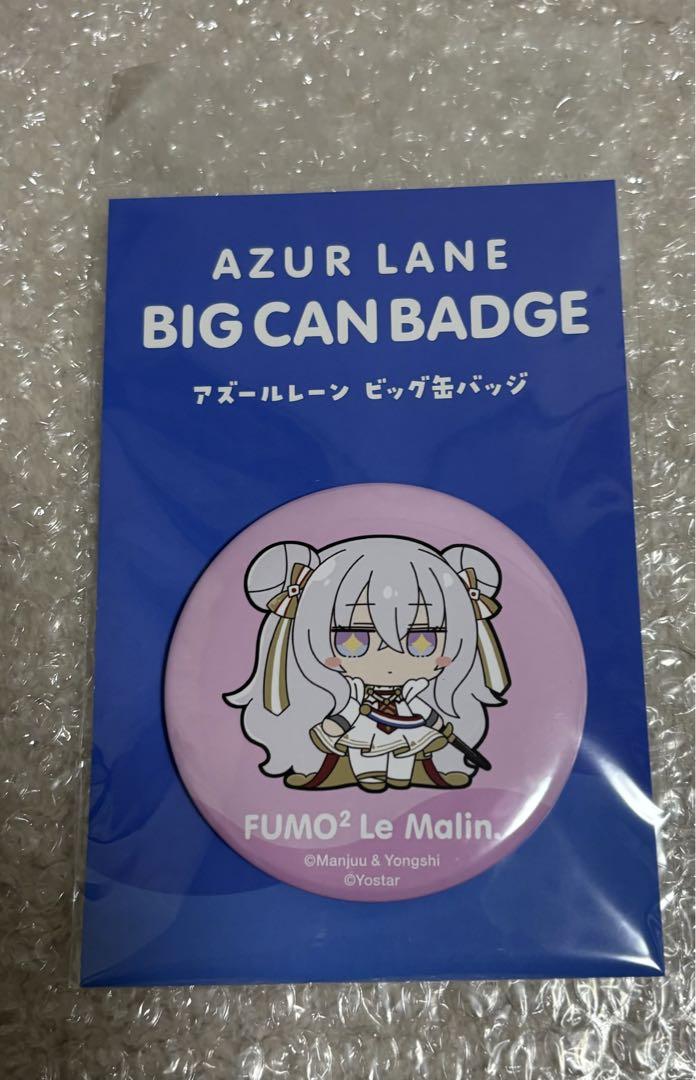 AZUR LANE
BIG CAN BADGE
アズールレーン ビッグ缶バッジ
FUMO² Le Malin.
©Manjuu & Yongshi
©Yostar